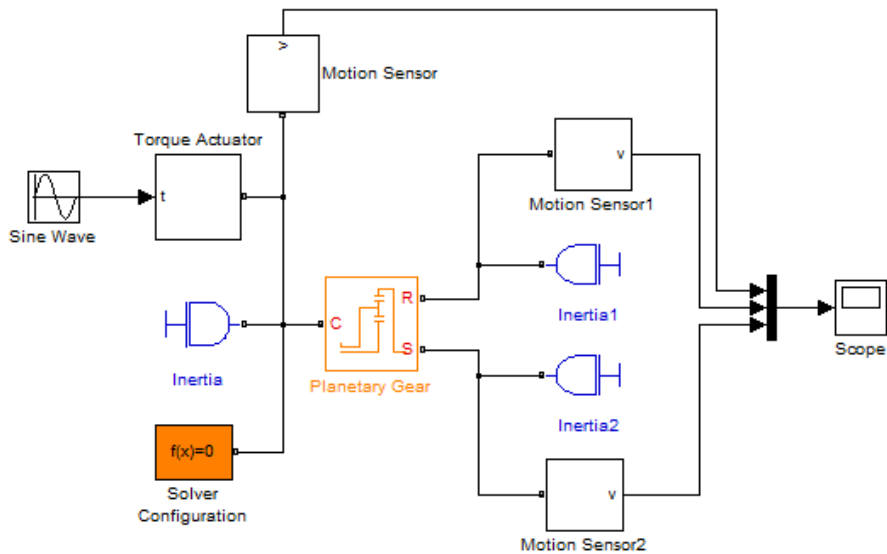 v
Motion Sensor
Torque Actuator
t
Sine Wave
v
Motion Sensor1
Inertia
C
R
S
Planetary Gear
Inertia1
Inertia2
Scope
f(x)=0
Solver
Configuration
v
Motion Sensor2